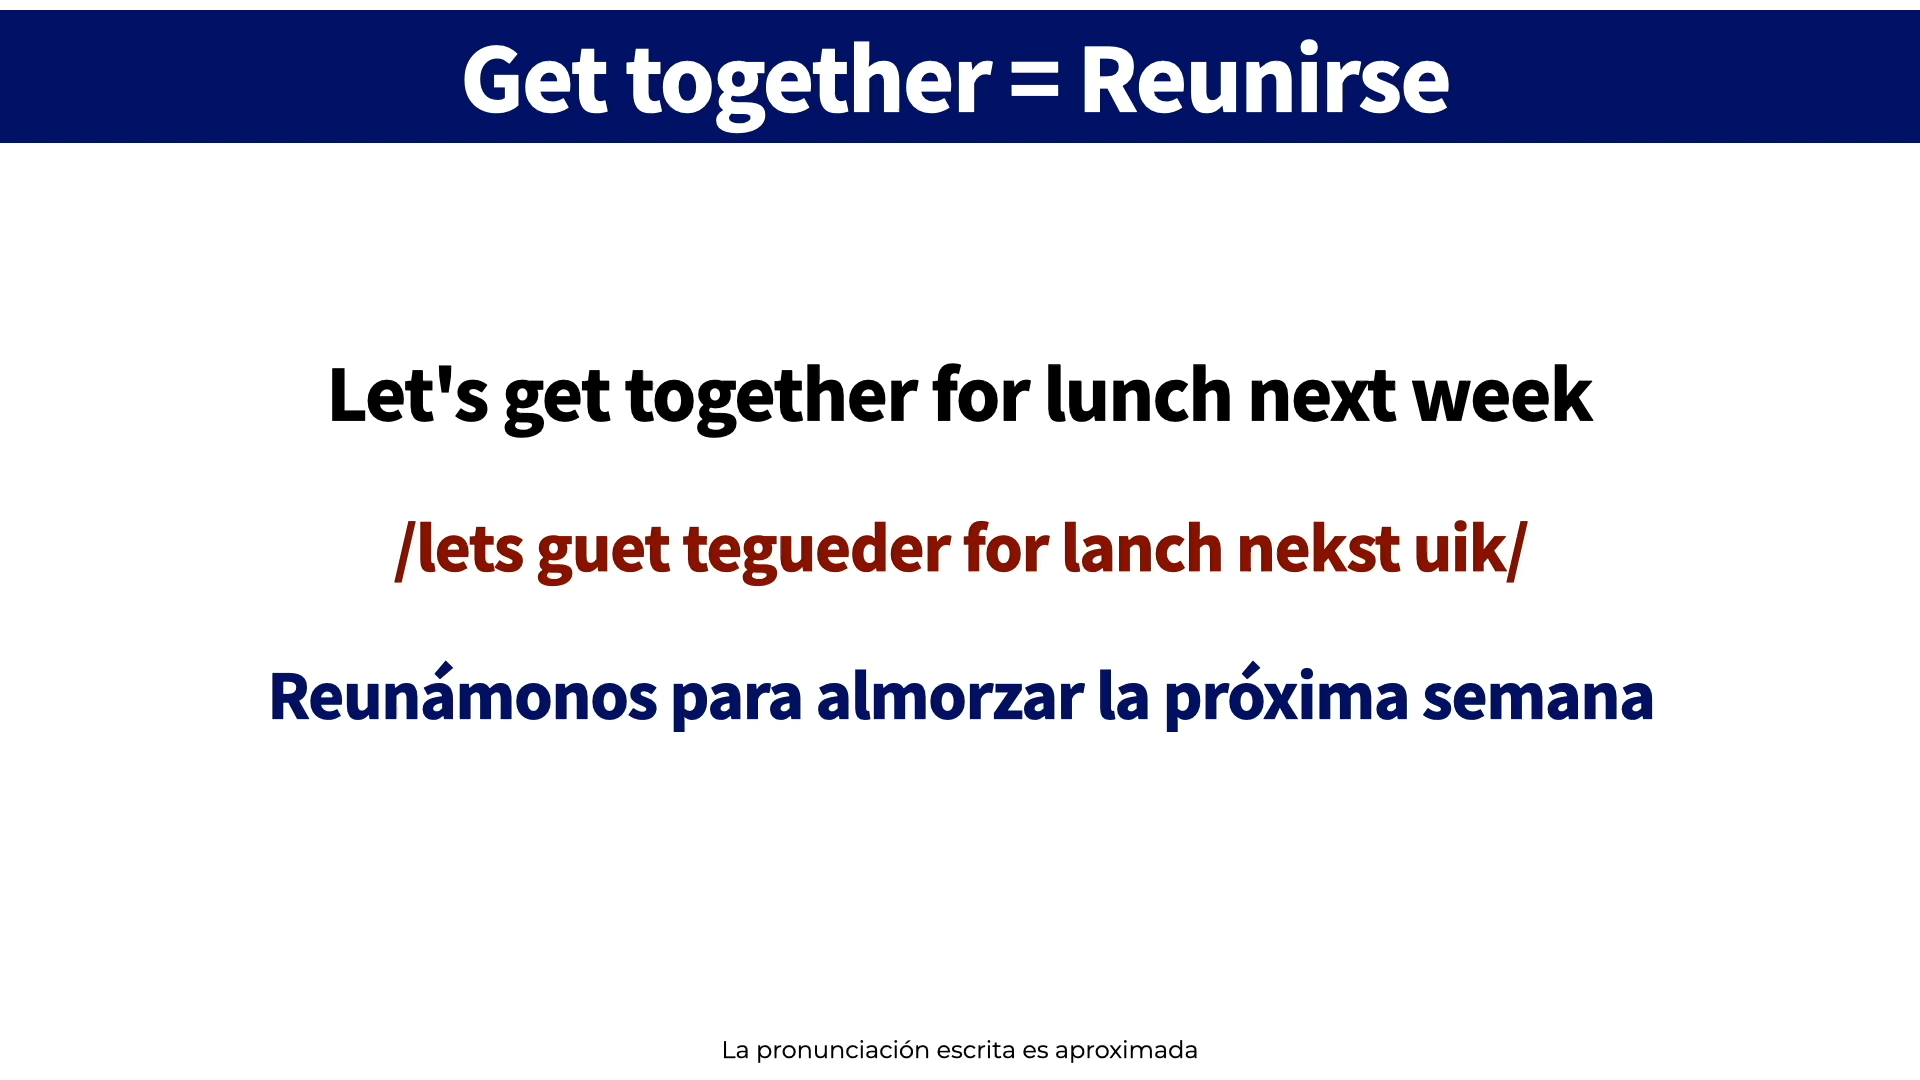 Get together = Reunirse
Let's get together for lunch next week
/lets guet tegueder for lanch nekst uik/
Reunámonos para almorzar la próxima semana
La pronunciación escrita es aproximada